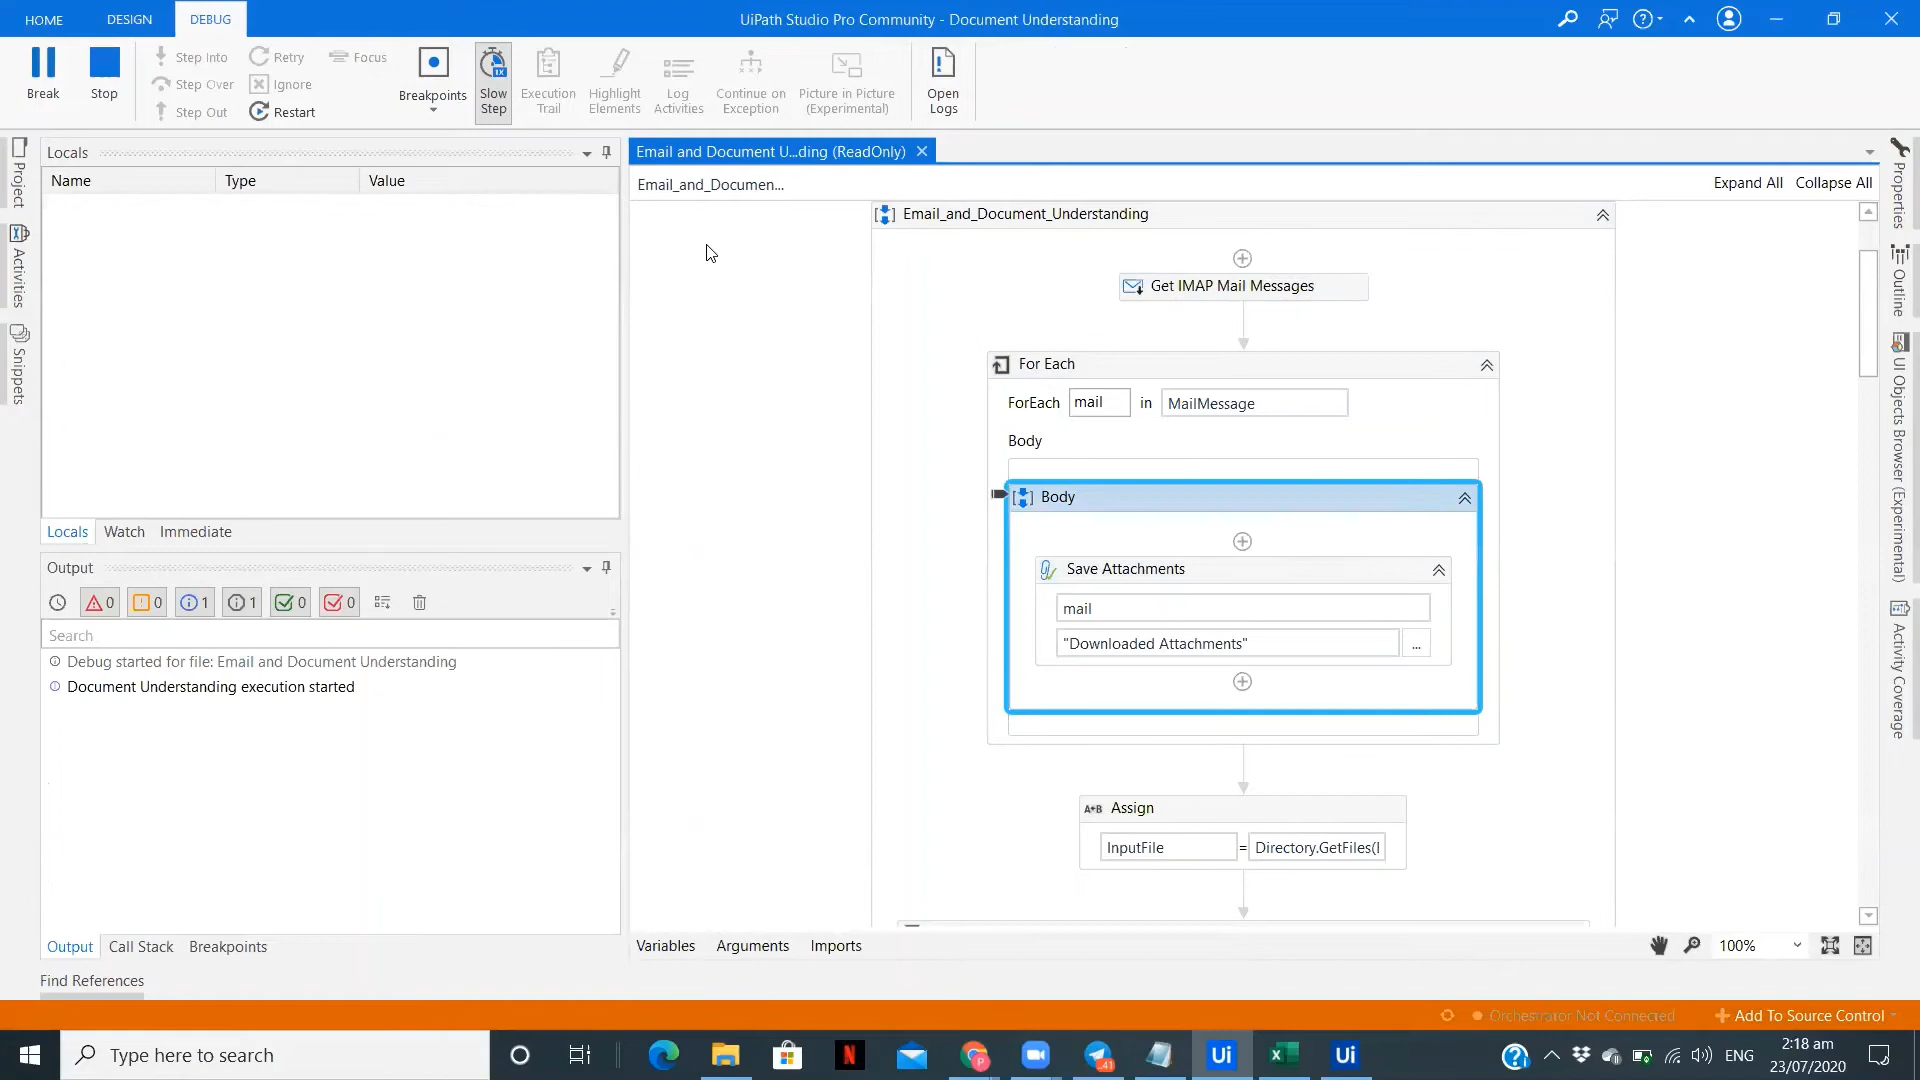 HOME
DESIGN
DEBUG
UiPath Studio Pro Community - Document Understanding
Break
Stop
Step Into
Step Over
Step Out
Retry
Ignore
Restart
Focus
Breakpoints
Slow
Step
1X
Execution
Trail
Highlight
Elements
Log
Activities
Continue on
Exception
Picture in Picture
(Experimental)
Open
Logs
Project
Activities
Snippets
Locals
Name
Type
Value
Locals
Watch
Immediate
Output
0
0
1
1
0
0
Search
Debug started for file: Email and Document Understanding
Document Understanding execution started
Output
Call Stack
Breakpoints
Find References
Email and Document U...ding (ReadOnly)
Email_and_Documen...
Expand All
Collapse All
Email_and_Document_Understanding
Get IMAP Mail Messages
For Each
ForEach
mail
in
MailMessage
Body
Body
Save Attachments
mail
"Downloaded Attachments"
...
A+B
Assign
InputFile
=
Directory.GetFiles(
Variables
Arguments
Imports
100%
Properties
Outline
UI Objects Browser (Experimental)
Activity Coverage
Orchestrator Not Connected
Add To Source Control
Type here to search
N
P
41
Ui
X
Ui
ENG
2:18 am
23/07/2020